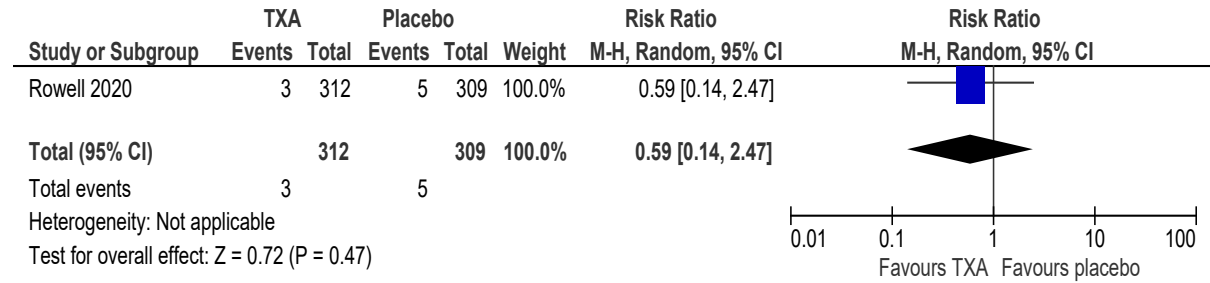 TXA Placebo Risk Ratio Risk Ratio
Study or Subgroup Events Total Events Total Weight M-H, Random, 95% CI M-H, Random, 95% CI
Rowell 2020 3 312 5 309 100.0% 0.59 [0.14, 2.47]
Total (95% CI) 312 309 100.0% 0.59 [0.14, 2.47]
Total events 3 5
Heterogeneity: Not applicable
Test for overall effect: Z = 0.72 (P = 0.47)
0.01 0.1 1 10 100
Favours TXA Favours placebo